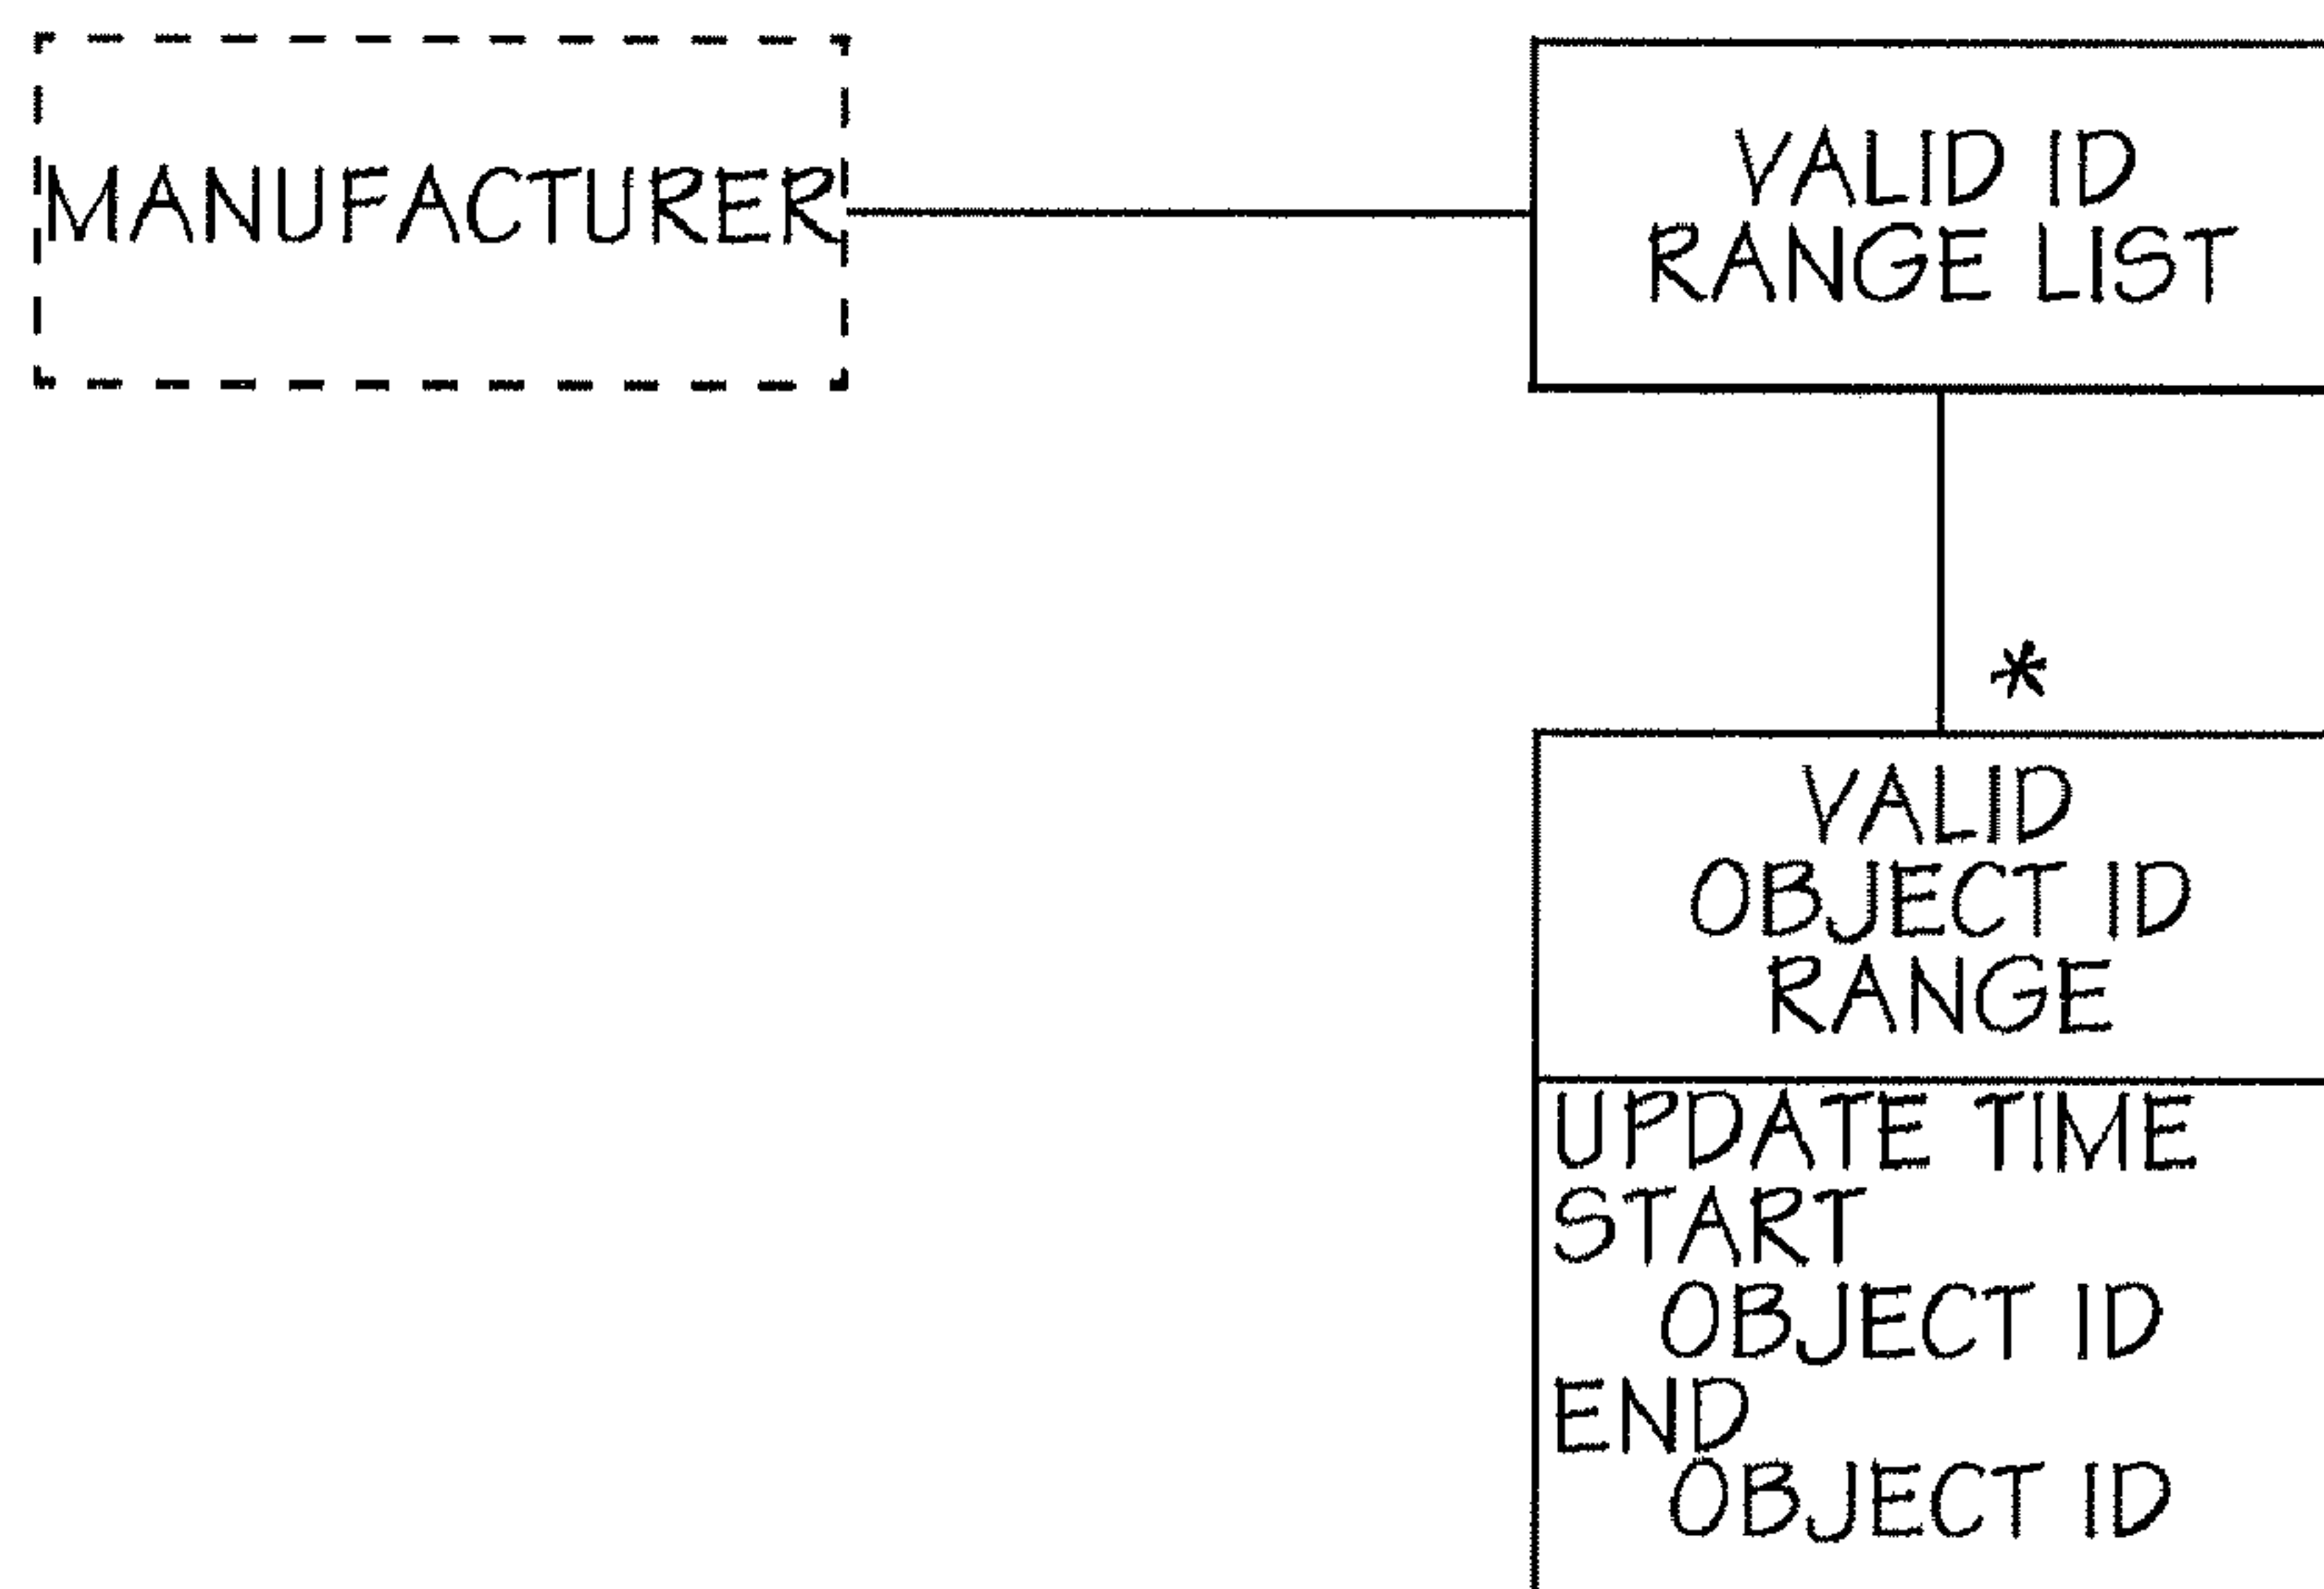 MANUFACTURER
VALID ID
RANGE LIST
*
VALID
OBJECT ID
RANGE
UPDATE TIME
START
OBJECT ID
END
OBJECT ID